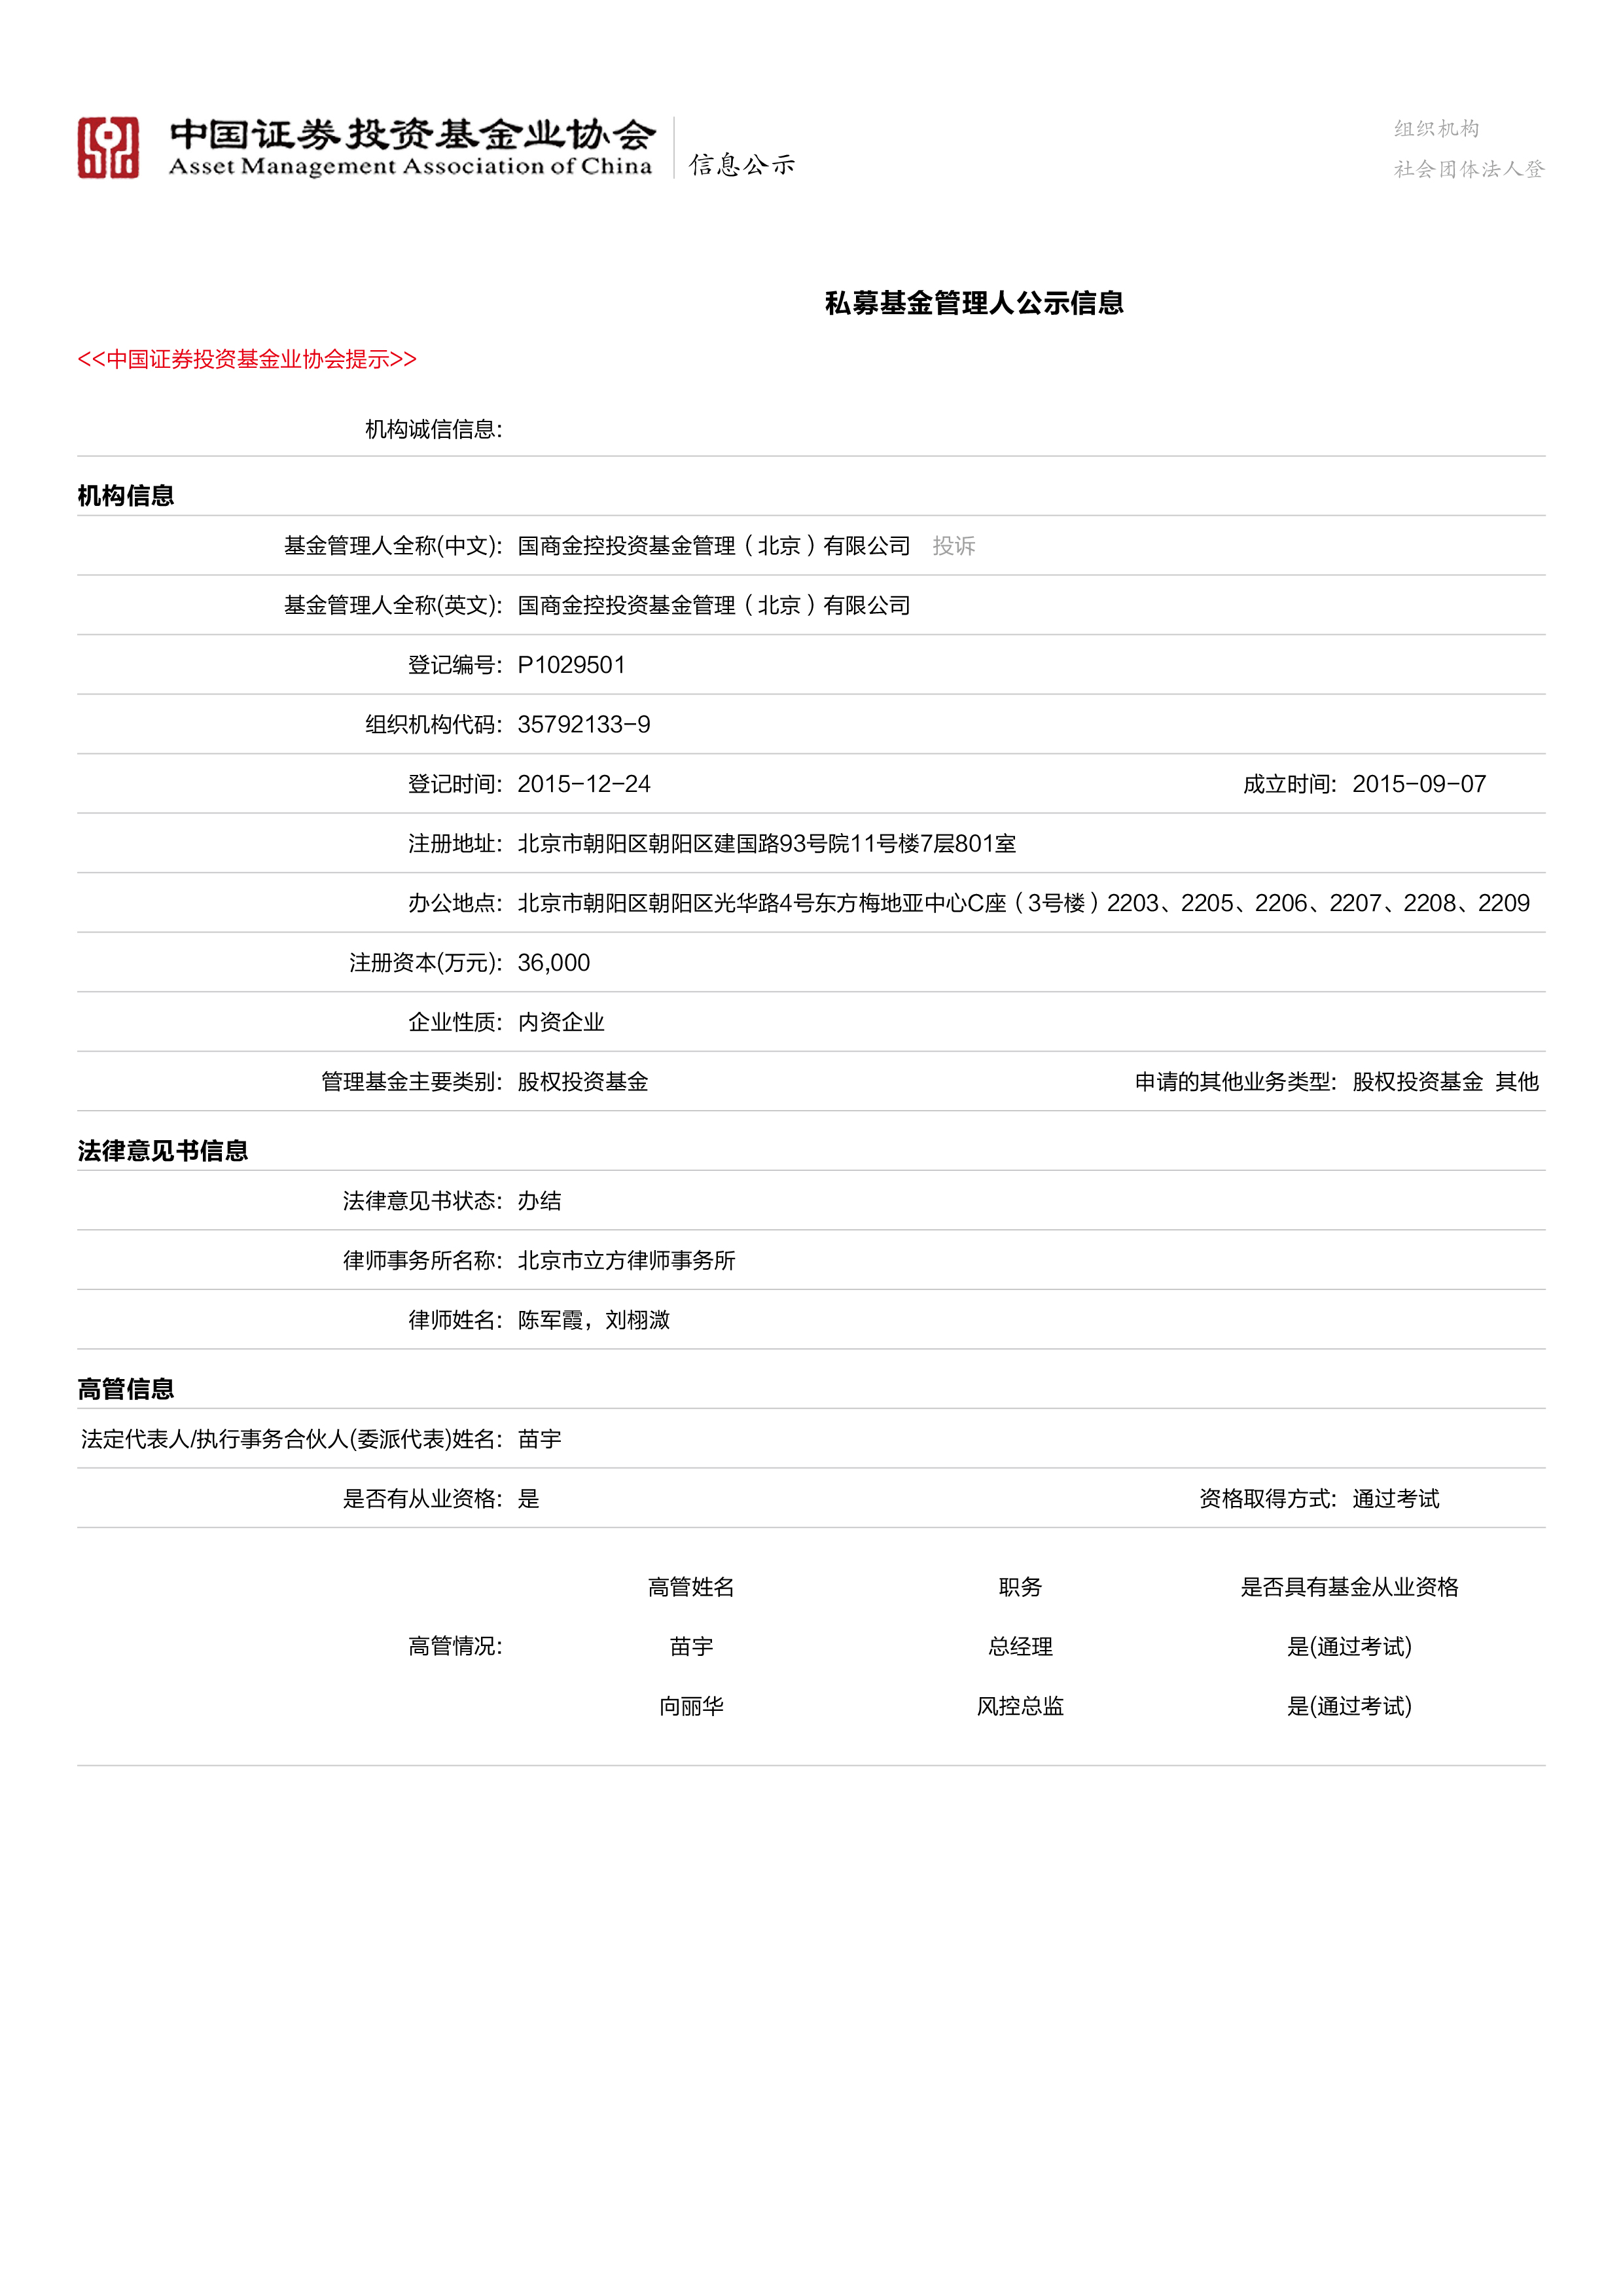 中国证券投资基金业协会
Asset Management Association of China
信息公示
组织机构
社会团体法人登
私募基金管理人公示信息
<<中国证券投资基金业协会提示>>
机构诚信信息:
机构信息
基金管理人全称(中文): 国商金控投资基金管理（北京）有限公司 投诉
基金管理人全称(英文): 国商金控投资基金管理（北京）有限公司
登记编号: P1029501
组织机构代码: 35792133-9
登记时间: 2015-12-24 成立时间: 2015-09-07
注册地址: 北京市朝阳区朝阳区建国路93号院11号楼7层801室
办公地点: 北京市朝阳区朝阳区光华路4号东方梅地亚中心C座（3号楼）2203、2205、2206、2207、2208、2209
注册资本(万元): 36,000
企业性质: 内资企业
管理基金主要类别: 股权投资基金 申请的其他业务类型: 股权投资基金 其他
法律意见书信息
法律意见书状态: 办结
律师事务所名称: 北京市立方律师事务所
律师姓名: 陈军霞，刘栩溦
高管信息
法定代表人/执行事务合伙人(委派代表)姓名: 苗宇
是否有从业资格: 是 资格取得方式: 通过考试
高管姓名 职务 是否具有基金从业资格
高管情况: 苗宇 总经理 是(通过考试)
向丽华 风控总监 是(通过考试)